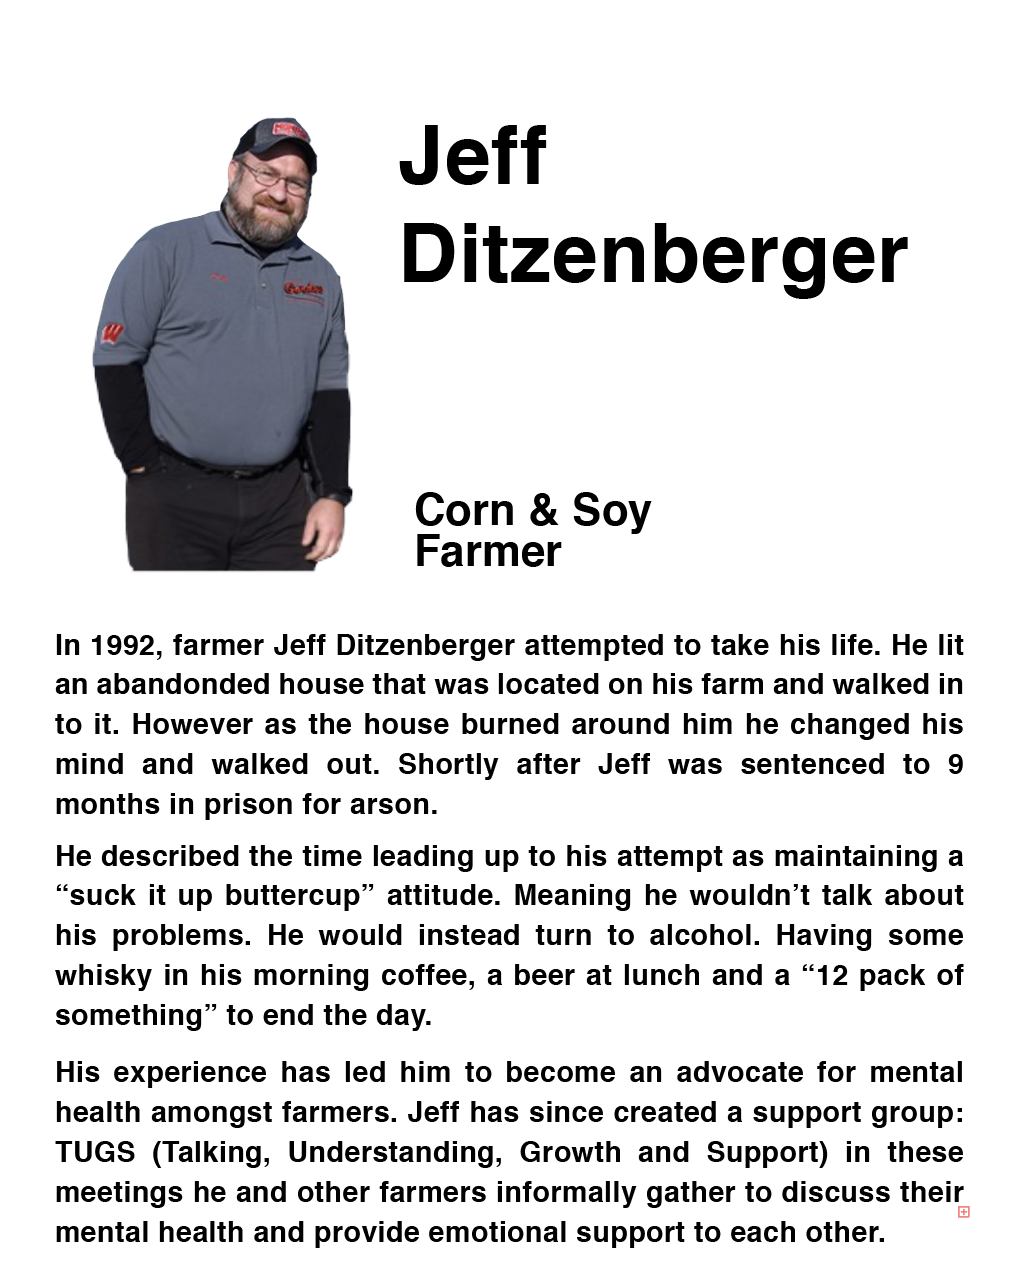 Jeff
Ditzenberger
Corn & Soy
Farmer
W
In 1992, farmer Jeff Ditzenberger attempted to take his life. He lit
an abandonded house that was located on his farm and walked in
to it. However as the house burned around him he changed his
mind and walked out. Shortly after Jeff was sentenced to 9
months in prison for arson.
He described the time leading up to his attempt as maintaining a
“suck it up buttercup” attitude. Meaning he wouldn’t talk about
his problems. He would instead turn to alcohol. Having some
whisky in his morning coffee, a beer at lunch and a “12 pack of
something” to end the day.
His experience has led him to become an advocate for mental
health amongst farmers. Jeff has since created a support group:
TUGS (Talking, Understanding, Growth and Support) in these
meetings he and other farmers informally gather to discuss their
mental health and provide emotional support to each other.